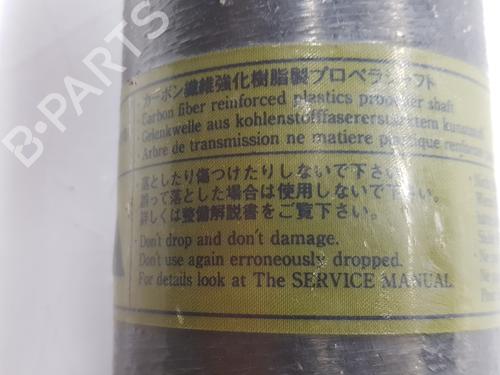 B-PARTS
・カーボン繊維強化樹脂製プロペラシャフト
・Carbon fiber reinforced plastics propeller shaft
・Gelenkwelle aus kohlenstoffaserverstärktem kunststoff
・Arbre de transmission ne matiere plastique renforcé
・落としたり傷つけたりしないで下さい。
誤って落とした場合は使用しないで下さい。
詳しくは整備解説書をご覧下さい。
・Don't drop and don't damage.
Don't use again erroneously dropped.
For details look at The SERVICE MANUAL.